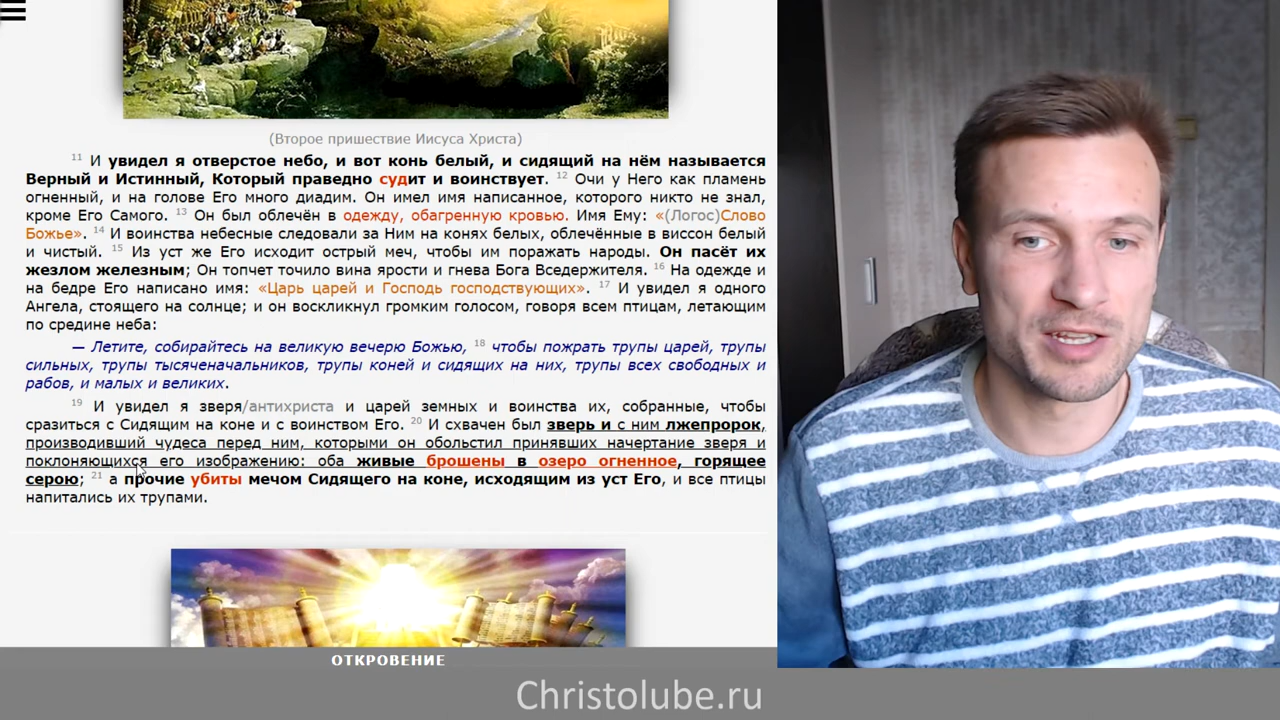 (Второе пришествие Иисуса Христа)
11 И увидел я отверстое небо, и вот конь белый, и сидящий на нём называется
Верный и Истинный, Который праведно судит и воинствует. 12 Очи у Него как пламень
огненный, и на голове Его много диадим. Он имел имя написанное, которого никто не знал,
кроме Его Самого. 13 Он был облечён в одежду, обагренную кровью. Имя Ему: «(Логос)Слово
Божье». 14 И воинства небесные следовали за Ним на конях белых, облечённые в виссон белый
и чистый. 15 Из уст же Его исходит острый меч, чтобы им поражать народы. Он пасёт их
жезлом железным; Он топчет точило вина ярости и гнева Бога Вседержителя. 16 На одежде и
на бедре Его написано имя: «Царь царей и Господь господствующих». 17 И увидел я одного
Ангела, стоящего на солнце; и он воскликнул громким голосом, говоря всем птицам, летающим
по средине неба:
— Летите, собирайтесь на великую вечерю Божью, 18 чтобы пожрать трупы царей, трупы
сильных, трупы тысяченачальников, трупы коней и сидящих на них, трупы всех свободных и
рабов, и малых и великих.
19 И увидел я зверя/антихриста и царей земных и воинства их, собранные, чтобы
сразиться с Сидящим на коне и с воинством Его. 20 И схвачен был зверь и с ним лжепророк,
производивший чудеса перед ним, которыми он обольстил принявших начертание зверя и
поклоняющихся его изображению: оба живые брошены в озеро огненное, горящее
серою; 21 а прочие убиты мечом Сидящего на коне, исходящим из уст Его, и все птицы
напитались их трупами.
ОТКРОВЕНИЕ
Christolube.ru